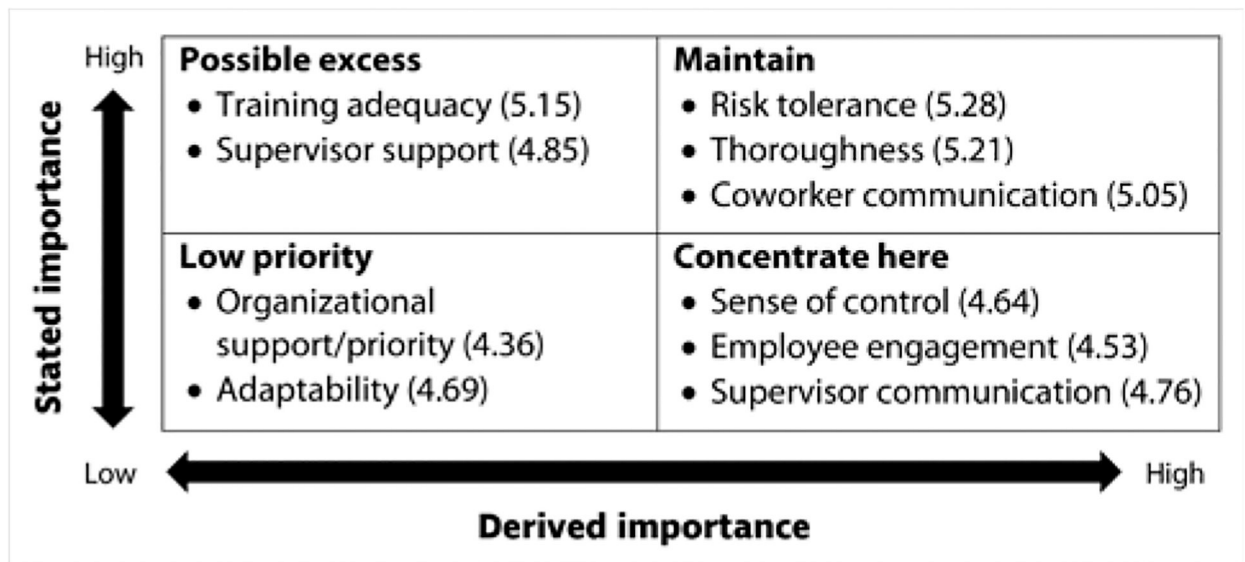 Stated importance
High
Low
Possible excess
• Training adequacy (5.15)
• Supervisor support (4.85)
Maintain
• Risk tolerance (5.28)
• Thoroughness (5.21)
• Coworker communication (5.05)
Low priority
• Organizational
support/priority (4.36)
• Adaptability (4.69)
Concentrate here
• Sense of control (4.64)
• Employee engagement (4.53)
• Supervisor communication (4.76)
High
Derived importance